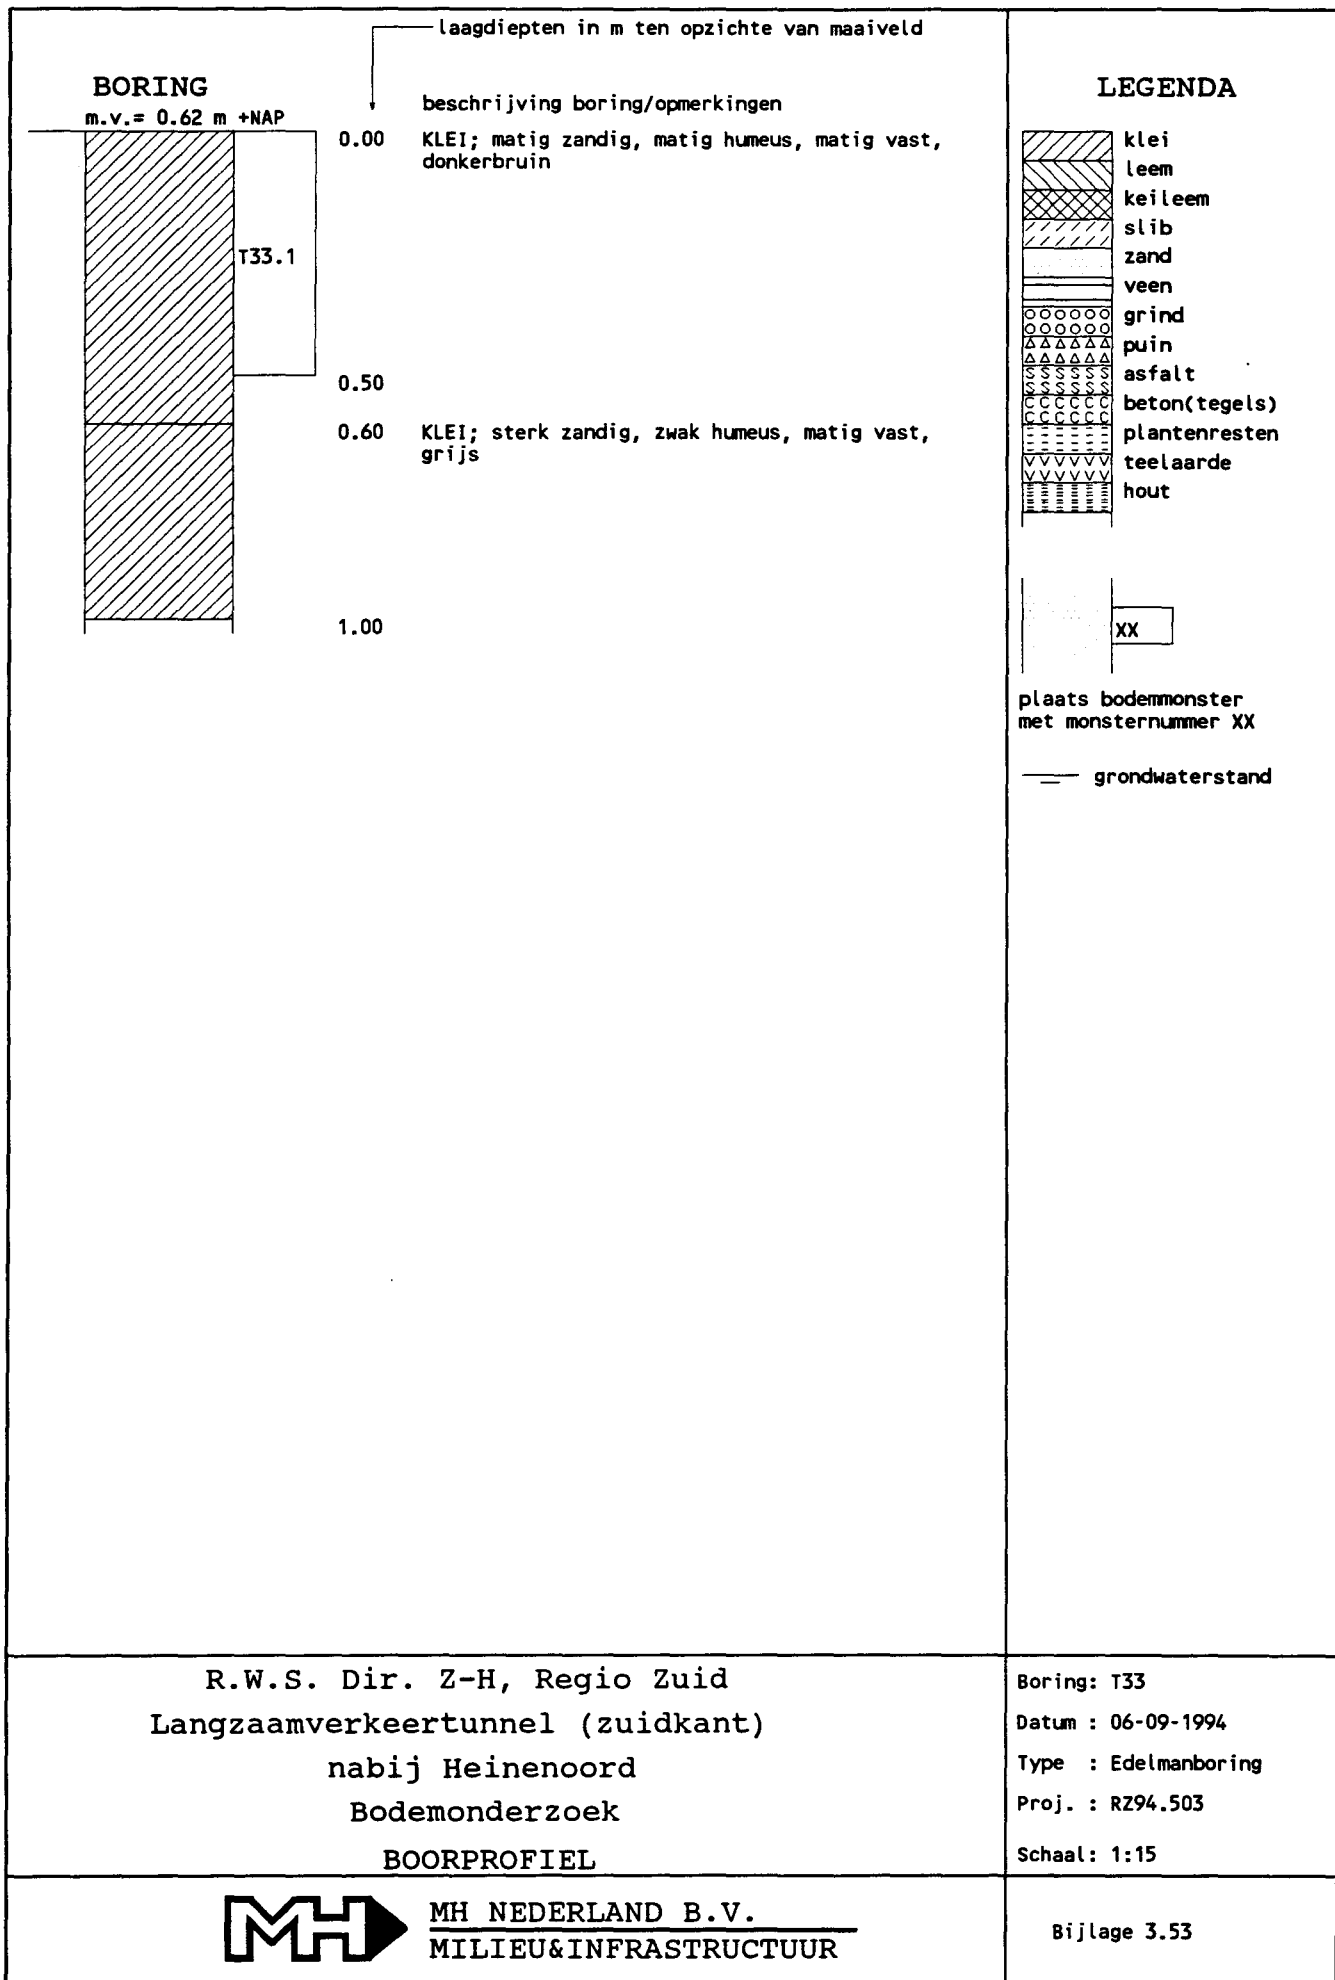 laagdiepten in m ten opzichte van maaiveld
BORING
m.v.= 0.62 m +NAP
beschrijving boring/opmerkingen
0.00 KLEI; matig zandig, matig humeus, matig vast,
donkerbruin
T33.1
0.50
0.60 KLEI; sterk zandig, zwak humeus, matig vast,
grijs
1.00
LEGENDA
klei
leem
keileem
slib
zand
veen
grind
puin
asfalt
beton(tegels)
plantenresten
teelaarde
hout
XX
plaats bodemmonster
met monsternummer XX
grondwaterstand
R.W.S. Dir. Z-H, Regio Zuid
Langzaamverkeertunnel (zuidkant)
nabij Heinenoord
Bodemonderzoek
BOORPROFIEL
Boring: T33
Datum : 06-09-1994
Type : Edelmanboring
Proj. : RZ94.503
Schaal: 1:15
MH
MH NEDERLAND B.V.
MILIEU&INFRASTRUCTUUR
Bijlage 3.53